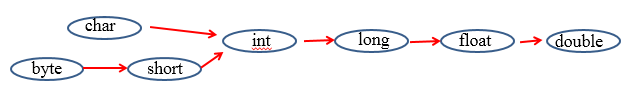 char
int
long
float
double
byte
short